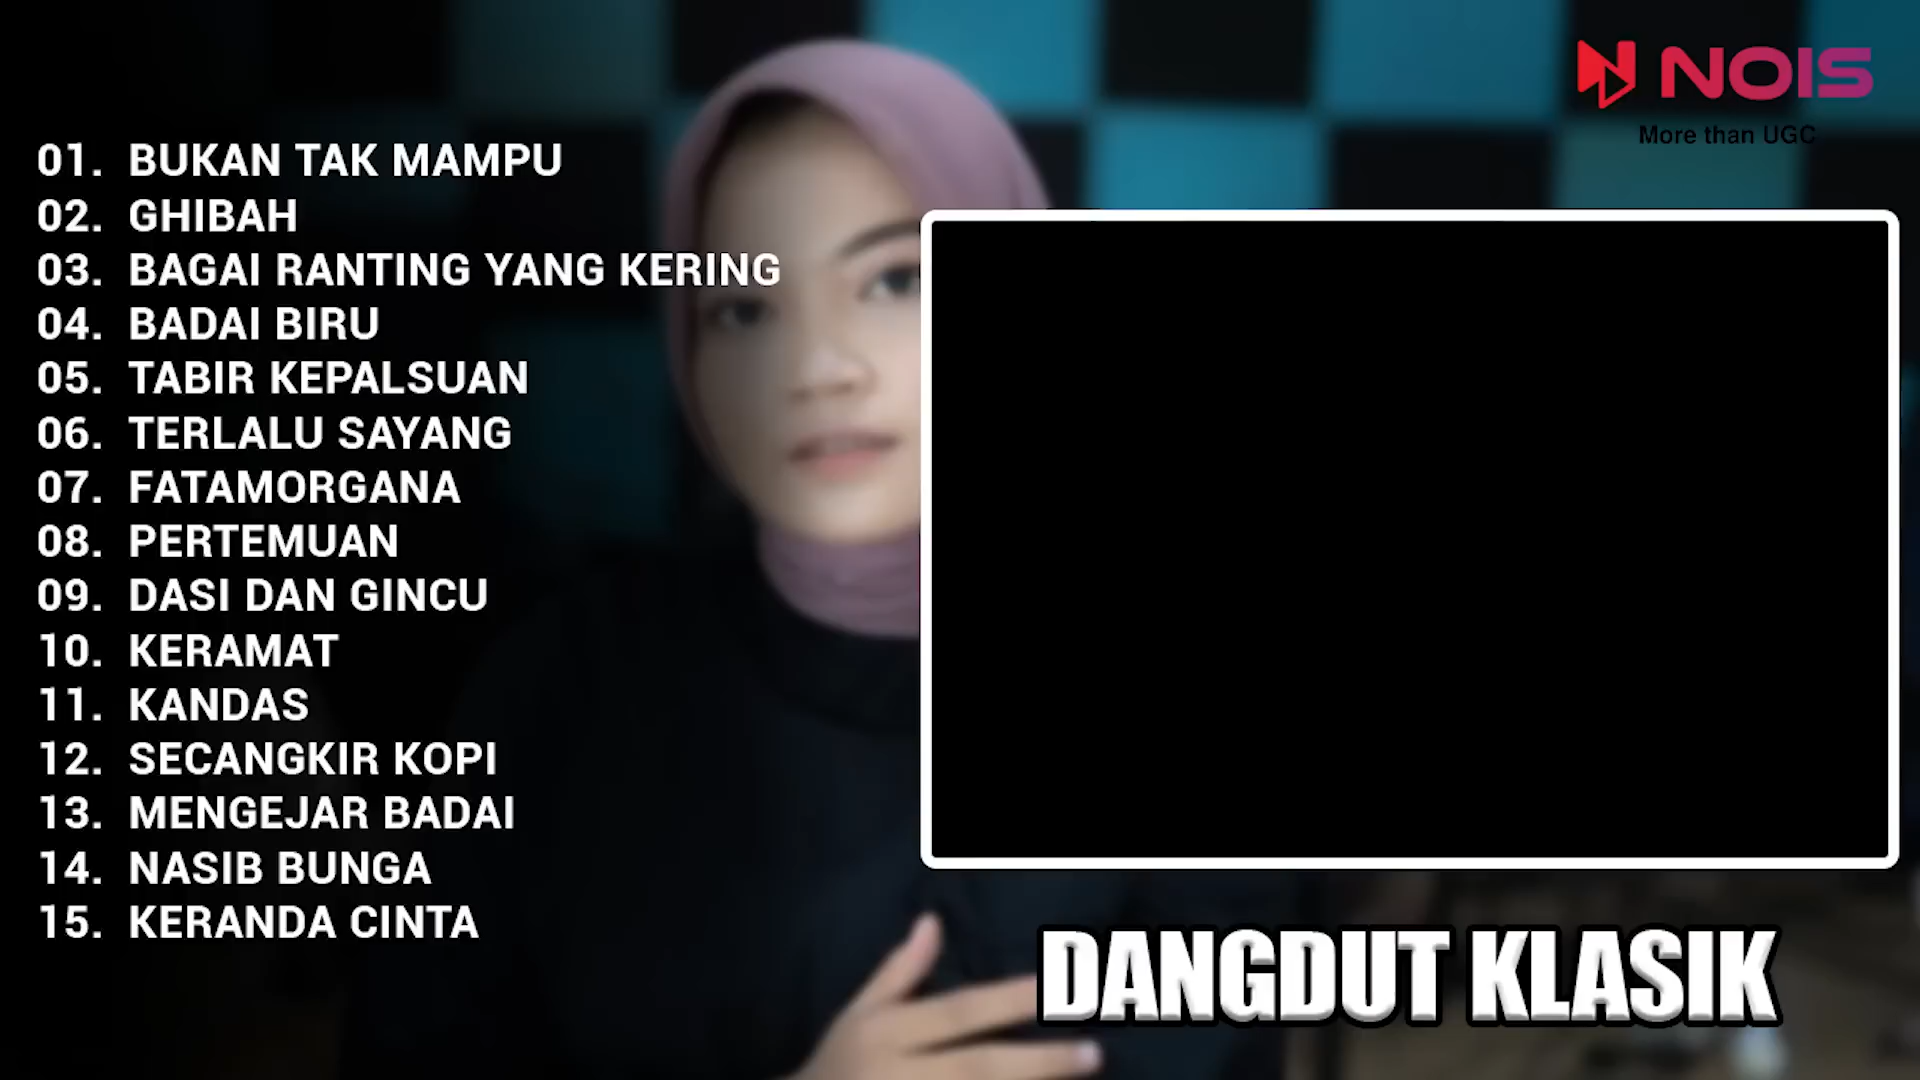 NOIS
More than UGC
01. BUKAN TAK MAMPU
02. GHIBAH
03. BAGAI RANTING YANG KERING
04. BADAI BIRU
05. TABIR KEPALSUAN
06. TERLALU SAYANG
07. FATAMORGANA
08. PERTEMUAN
09. DASI DAN GINCU
10. KERAMAT
11. KANDAS
12. SECANGKIR KOPI
13. MENGEJAR BADAI
14. NASIB BUNGA
15. KERANDA CINTA
DANGDUT KLASIK